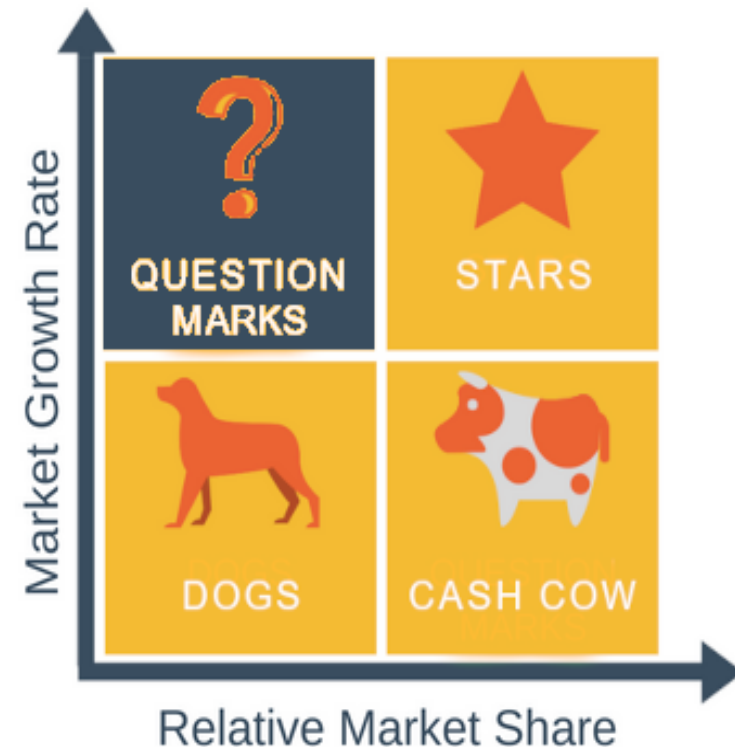 Market Growth Rate
?
QUESTION
MARKS
STARS
DOGS
CASH COW
Relative Market Share